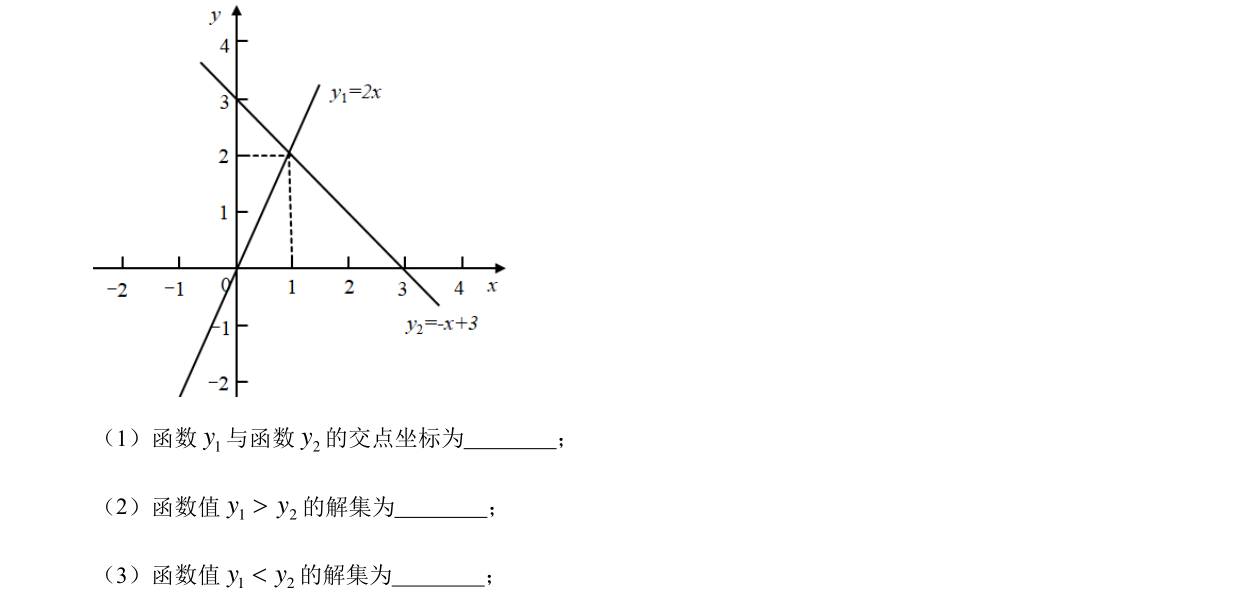 y
4
3
y₁=2x
2
1
−2 −1 0 1 2 3 4 x
−1
y₂=-x+3
−2
（1）函数 y₁ 与函数 y₂ 的交点坐标为________；
（2）函数值 y₁ > y₂ 的解集为________；
（3）函数值 y₁ < y₂ 的解集为________；